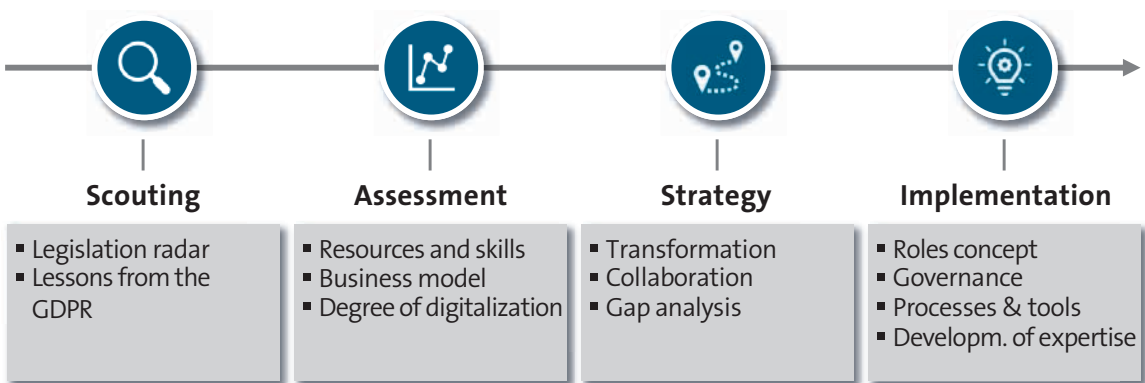 Scouting
▪ Legislation radar
▪ Lessons from the
GDPR
Assessment
▪ Resources and skills
▪ Business model
▪ Degree of digitalization
Strategy
▪ Transformation
▪ Collaboration
▪ Gap analysis
Implementation
▪ Roles concept
▪ Governance
▪ Processes & tools
▪ Developm. of expertise